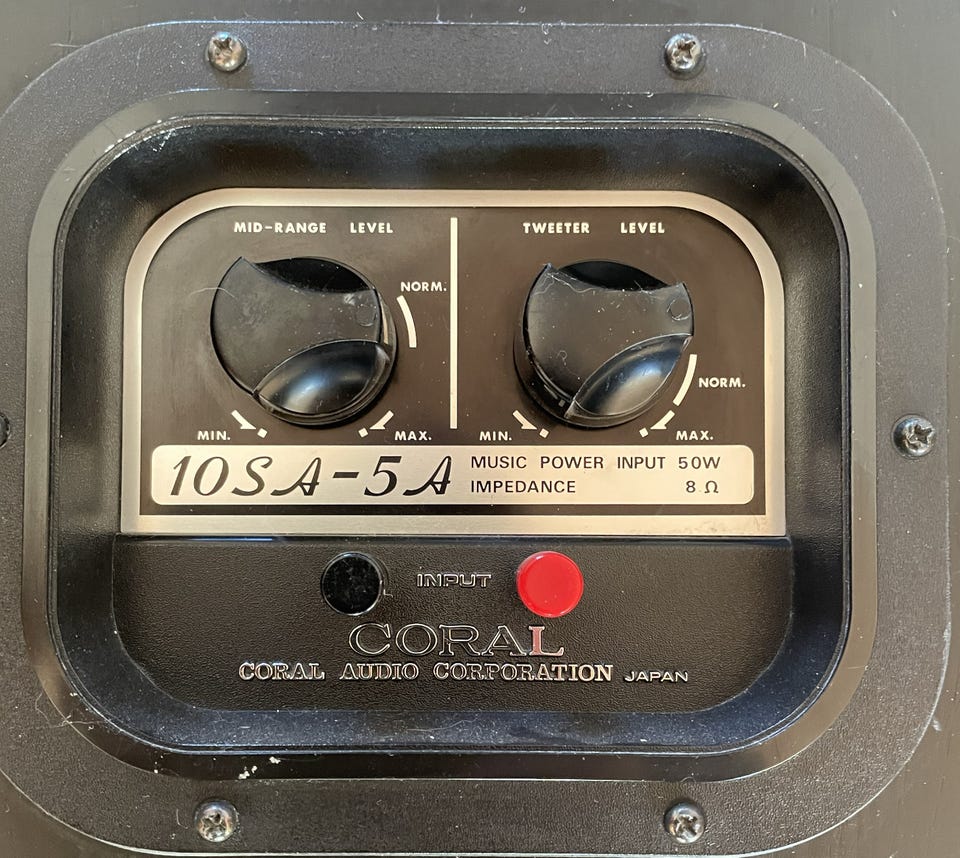 MID-RANGE LEVEL
TWEETER LEVEL
NORM.
NORM.
MIN.
MAX.
MIN.
MAX.
10SA-5A
MUSIC POWER INPUT 50W
IMPEDANCE 8 Ω
INPUT
CORAL
CORAL AUDIO CORPORATION JAPAN